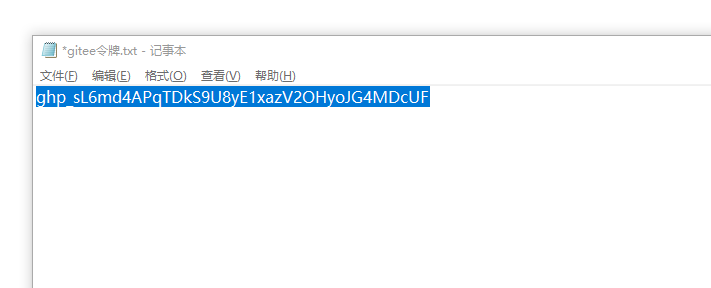 *gitee令牌.txt - 记事本
文件(F) 编辑(E) 格式(O) 查看(V) 帮助(H)
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